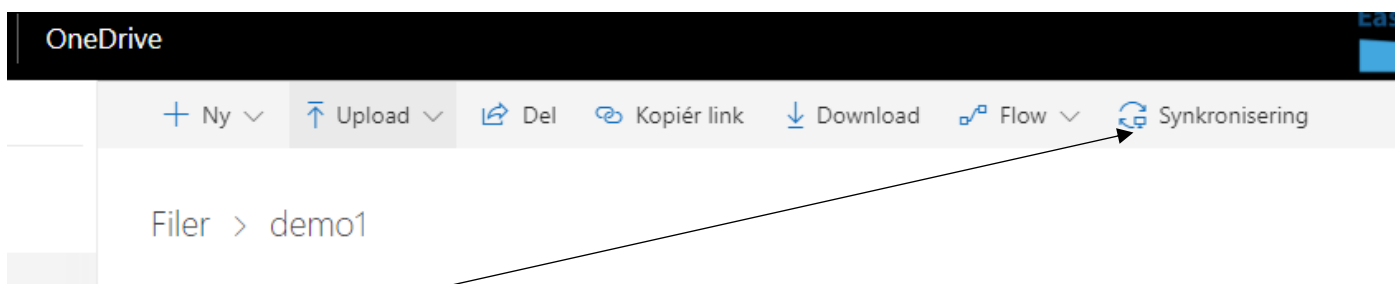 OneDrive
Ny Upload Del Kopiér link Download Flow Synkronisering
Filer > demo1